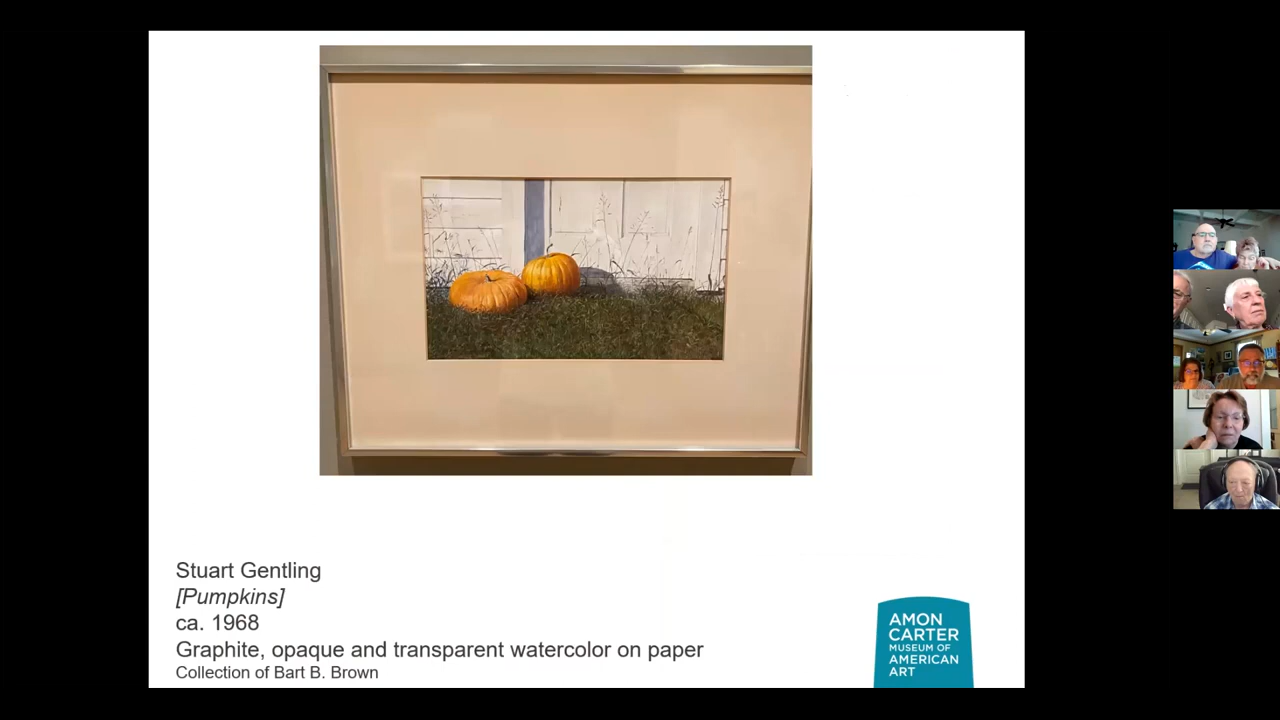 Stuart Gentling
[Pumpkins]
ca. 1968
Graphite, opaque and transparent watercolor on paper
Collection of Bart B. Brown
AMON
CARTER
MUSEUM OF
AMERICAN
ART